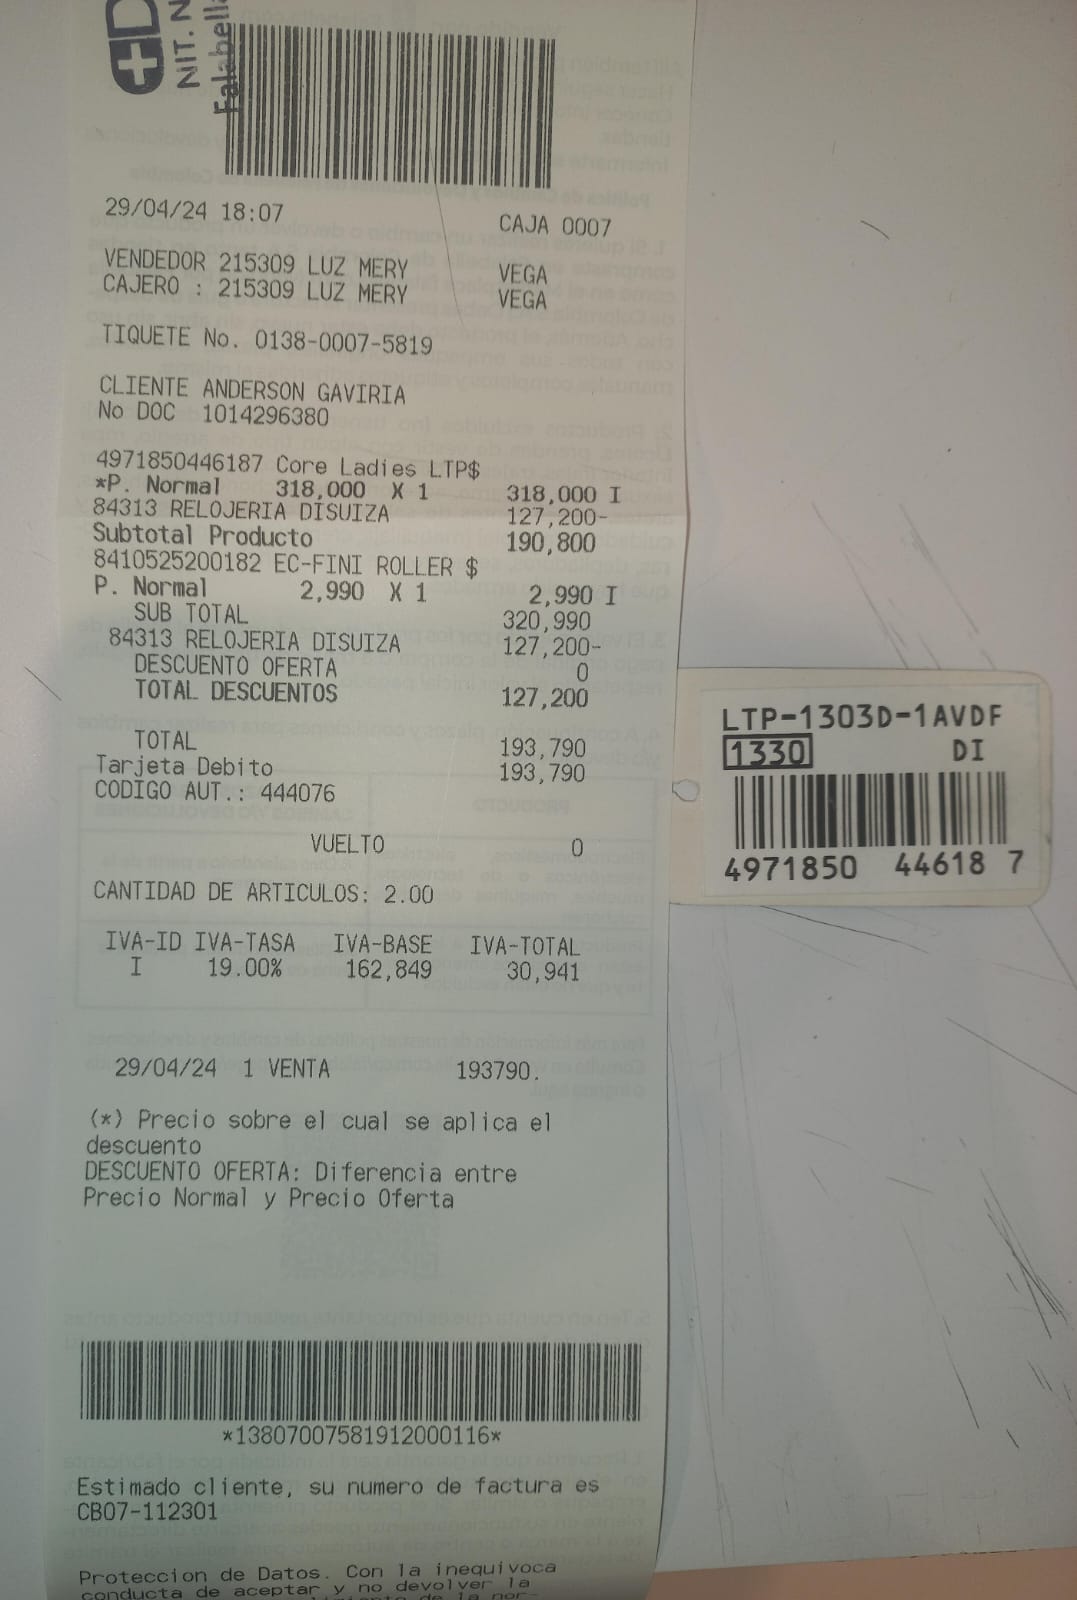 NIT. N
Falabell
29/04/24 18:07 CAJA 0007
VENDEDOR 215309 LUZ MERY VEGA
CAJERO : 215309 LUZ MERY VEGA
TIQUETE No. 0138-0007-5819
CLIENTE ANDERSON GAVIRIA
No DOC 1014296380
4971850446187 Core Ladies LTP$
*P. Normal 318,000 X 1 318,000 I
84313 RELOJERIA DISUIZA 127,200-
Subtotal Producto 190,800
8410525200182 EC-FINI ROLLER $
P. Normal 2,990 X 1 2,990 I
SUB TOTAL 320,990
84313 RELOJERIA DISUIZA 127,200-
DESCUENTO OFERTA 0
TOTAL DESCUENTOS 127,200
TOTAL 193,790
Tarjeta Debito 193,790
CODIGO AUT.: 444076
VUELTO 0
CANTIDAD DE ARTICULOS: 2.00
IVA-ID IVA-TASA IVA-BASE IVA-TOTAL
I 19.00% 162,849 30,941
29/04/24 1 VENTA 193790.
(*) Precio sobre el cual se aplica el
descuento
DESCUENTO OFERTA: Diferencia entre
Precio Normal y Precio Oferta
*13807007581912000116*
Estimado cliente, su numero de factura es
CB07-112301
Proteccion de Datos. Con la inequivoca
conducta de aceptar y no devolver la
LTP-1303D-1AVDF
1330 DI
4971850 44618 7